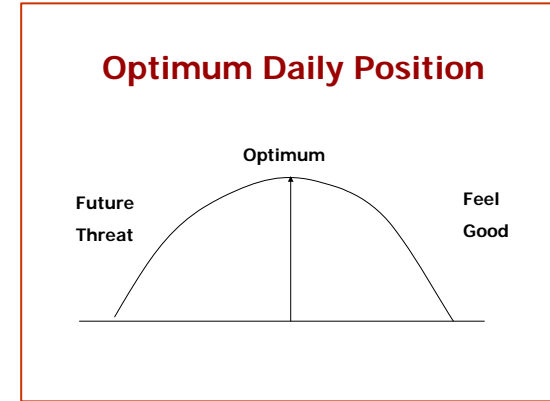 Optimum Daily Position
Optimum
Future
Threat
Feel
Good